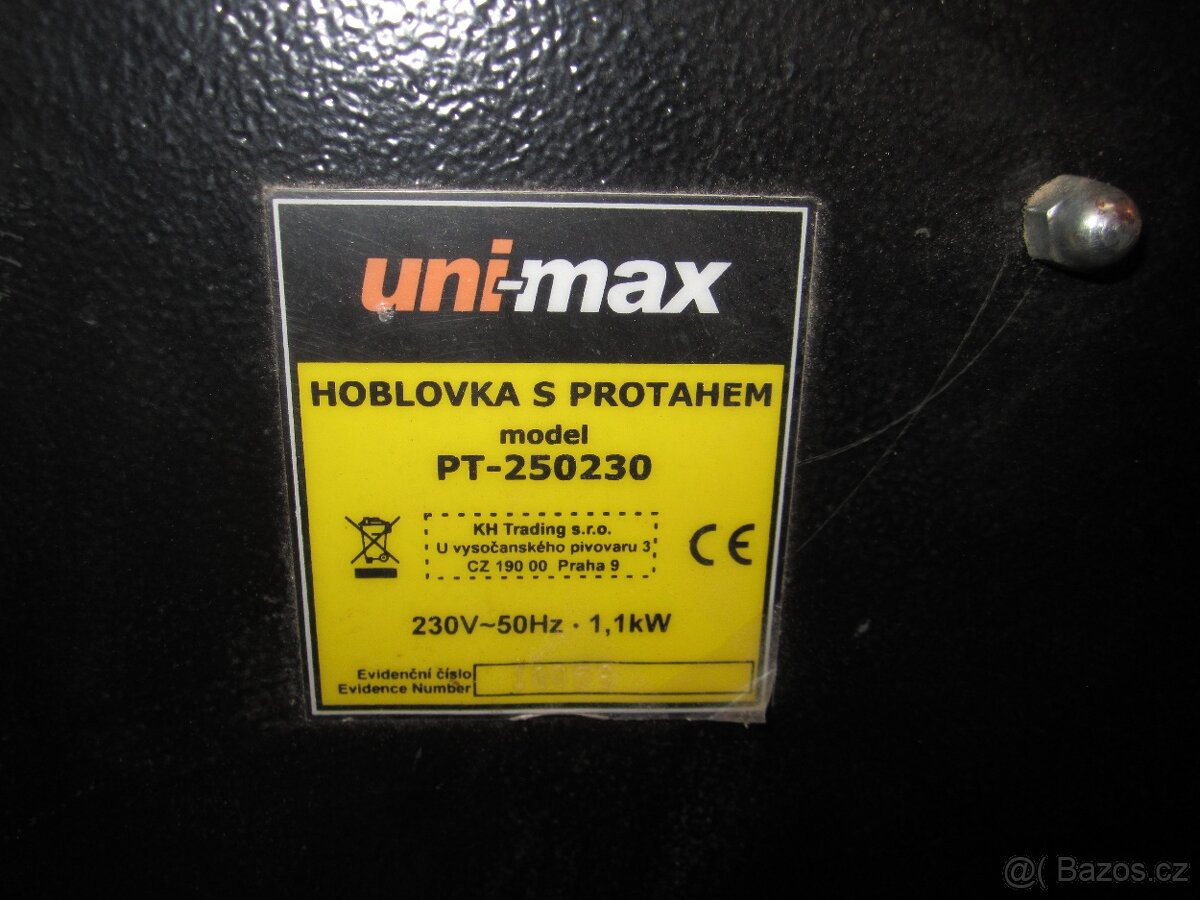 uni-max
HOBLOVKA S PROTAHEM
model
PT-250230
KH Trading s.r.o.
U vysočanského pivovaru 3
CZ 190 00 Praha 9
CE
230V~50Hz · 1,1kW
Evidenční číslo
Evidence Number
@( Bazos.cz